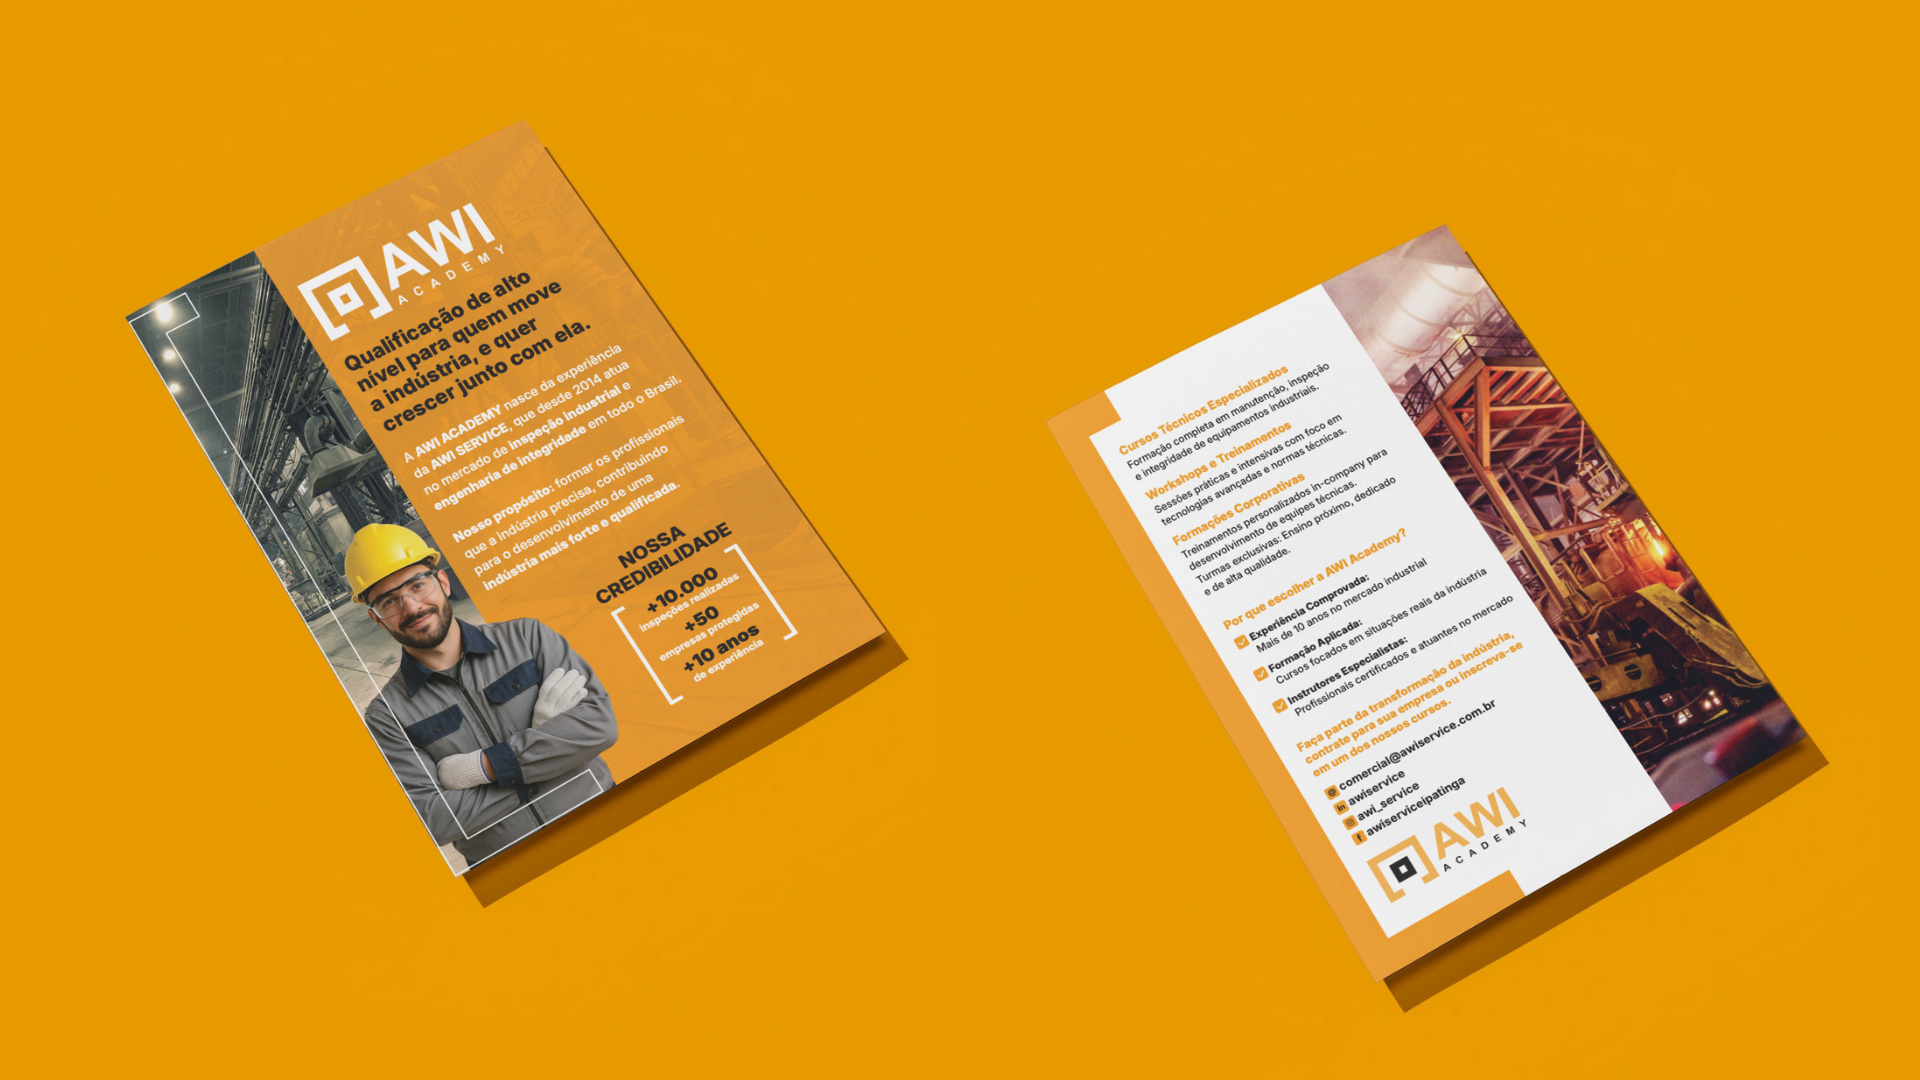 AWI
ACADEMY
Qualificação de alto
nível para quem move
a indústria, e quer
crescer junto com ela.
A AWI ACADEMY nasce da experiência
da AWI SERVICE, que desde 2014 atua
no mercado de inspeção industrial e
engenharia de integridade em todo o Brasil.
Nosso propósito: formar os profissionais
que a indústria precisa, contribuindo
para o desenvolvimento de uma
indústria mais forte e qualificada.
NOSSA
CREDIBILIDADE
+10.000
inspeções realizadas
+50
empresas protegidas
+10 anos
de experiência
Cursos Técnicos Especializados
Formação completa em manutenção, inspeção
e integridade de equipamentos industriais.
Workshops e Treinamentos
Sessões práticas e intensivas com foco em
tecnologias avançadas e normas técnicas.
Formações Corporativas
Treinamentos personalizados in-company para
desenvolvimento de equipes técnicas.
Turmas exclusivas: Ensino próximo, dedicado
e de alta qualidade.
Por que escolher a AWI Academy?
Experiência Comprovada:
Mais de 10 anos no mercado industrial
Formação Aplicada:
Cursos focados em situações reais da indústria
Instrutores Especialistas:
Profissionais certificados e atuantes no mercado
Faça parte da transformação da indústria,
contrate para sua empresa ou inscreva-se
em um dos nossos cursos.
comercial@awiservice.com.br
awiservice
awi_service
awiserviceipatinga
AWI
ACADEMY